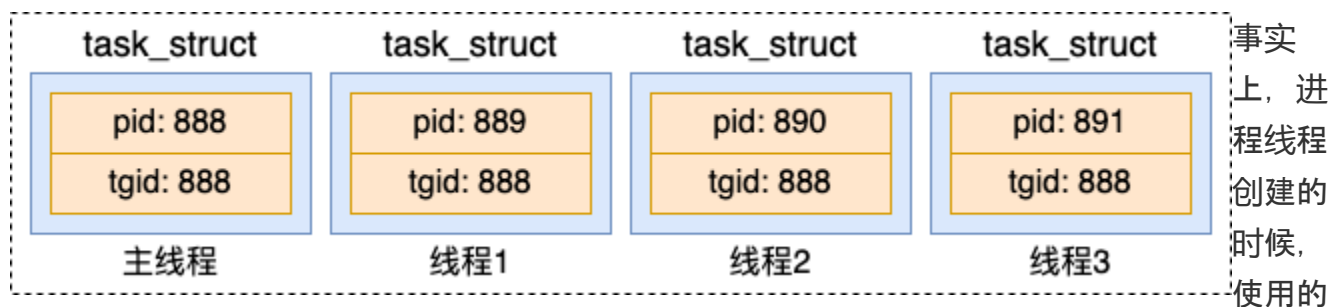 task_struct task_struct task_struct task_struct
pid: 888 pid: 889 pid: 890 pid: 891
tgid: 888 tgid: 888 tgid: 888 tgid: 888
主线程 线程1 线程2 线程3
事实
上，进
程线程
创建的
时候，
使用的